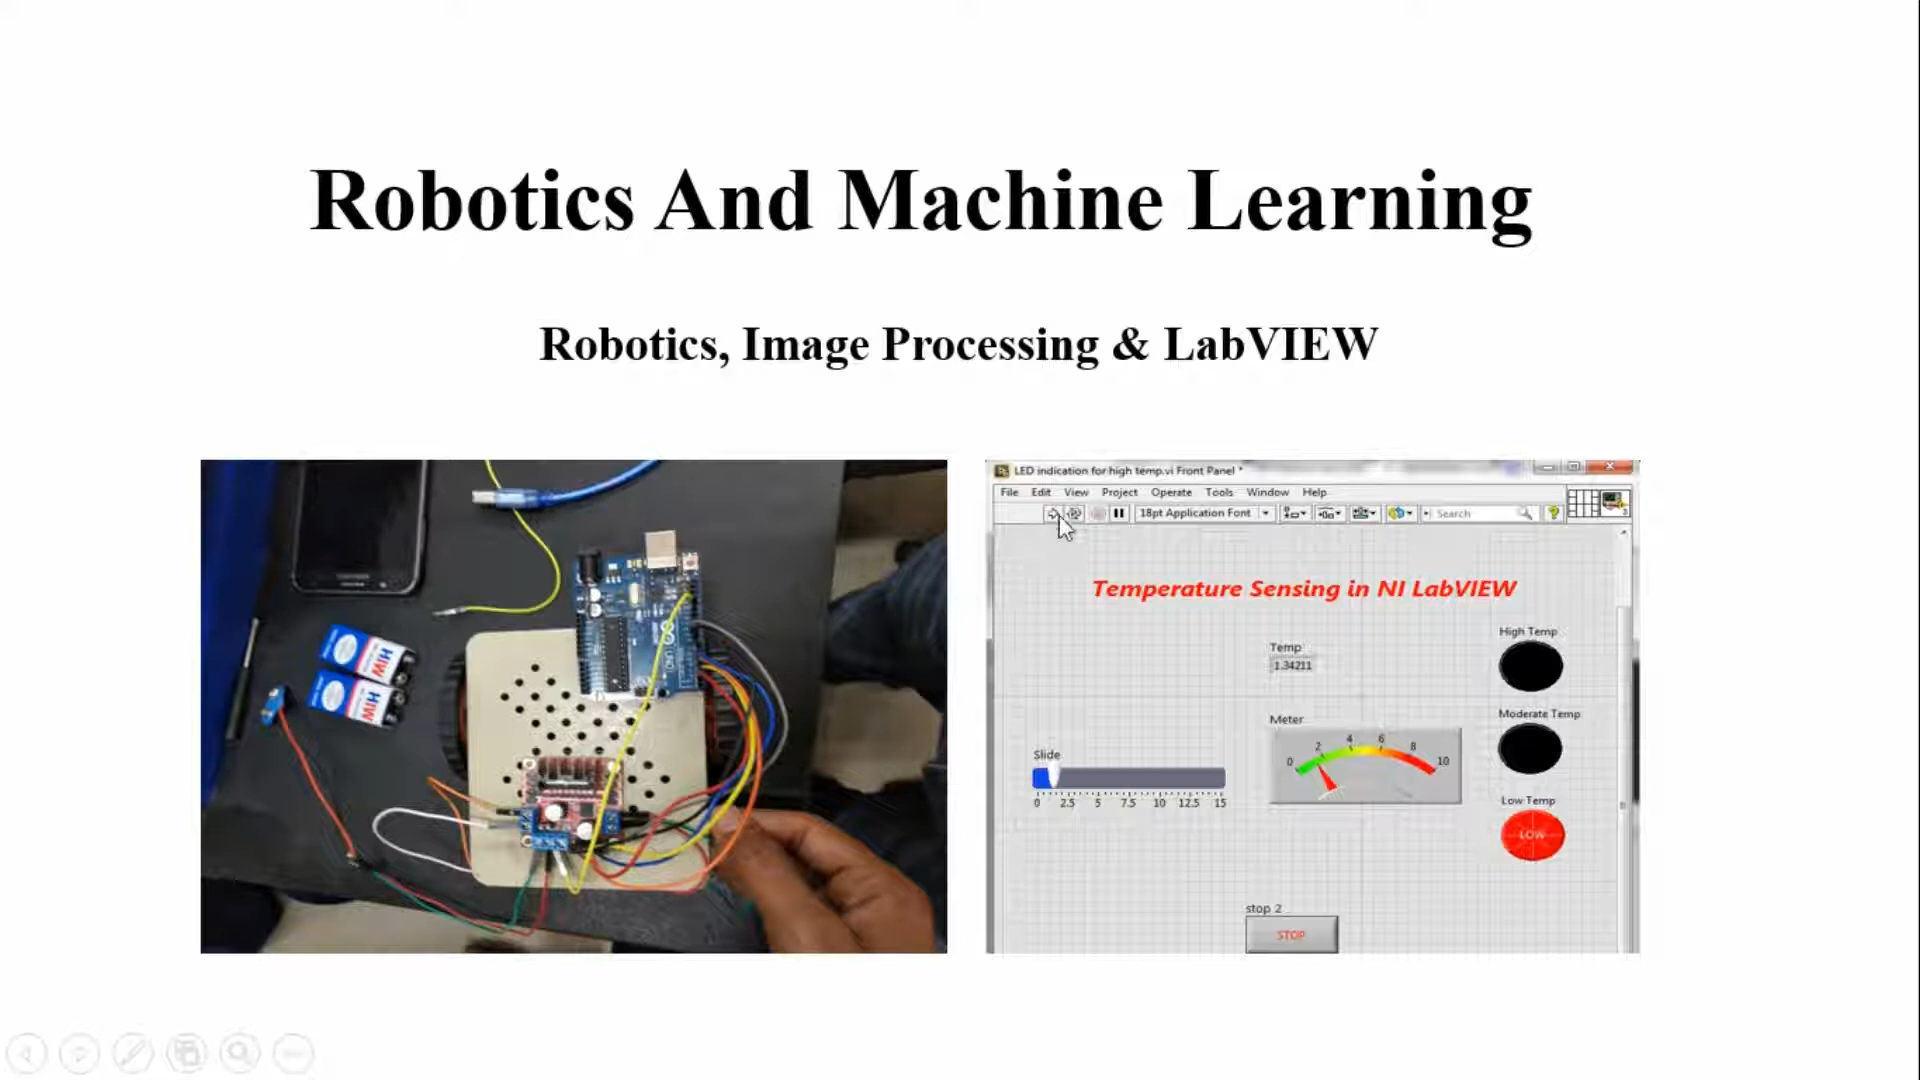 Robotics And Machine Learning
Robotics, Image Processing & LabVIEW
HIW
HIW
UNO
LED indication for high temp.vi Front Panel *
File Edit View Project Operate Tools Window Help
18pt Application Font
Search
?
Temperature Sensing in NI LabVIEW
High Temp
Temp
1.34211
Moderate Temp
Meter
0 2 4 6 8 10
Slide
0 2.5 5 7.5 10 12.5 15
Low Temp
LOW
stop 2
STOP